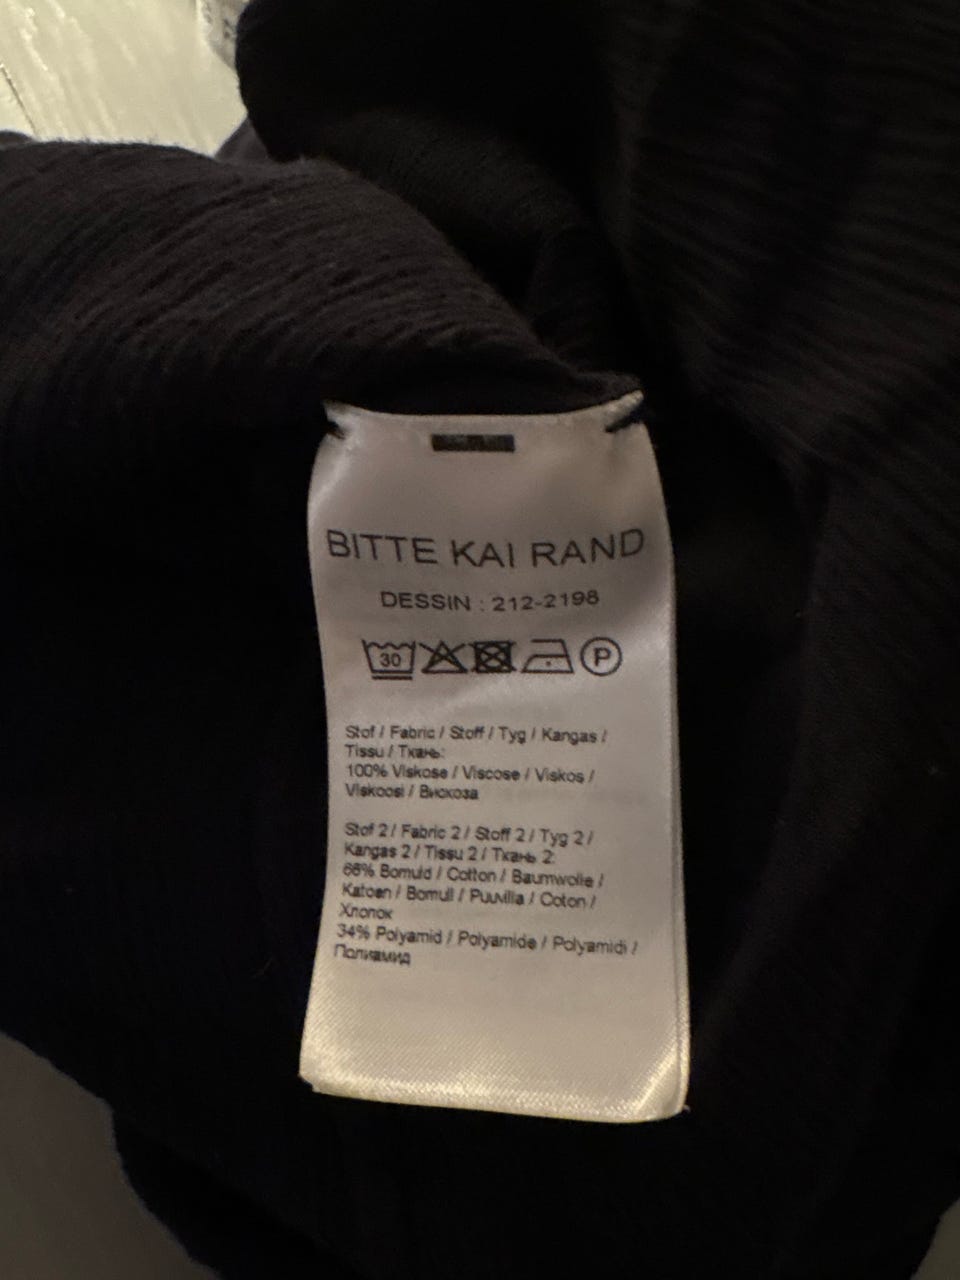 BITTE KAI RAND
DESSIN : 212-2198
30 P
Stof / Fabric / Stoff / Tyg / Kangas /
Tissu / Ткань:
100% Viskose / Viscose / Viskos /
Viskoosi / Вискоза
Stof 2 / Fabric 2 / Stoff 2 / Tyg 2 /
Kangas 2 / Tissu 2 / Ткань 2:
66% Bomuld / Cotton / Baumwolle /
Katoen / Bomull / Puuvilla / Coton /
Хлопок
34% Polyamid / Polyamide / Polyamidi /
Полиамид